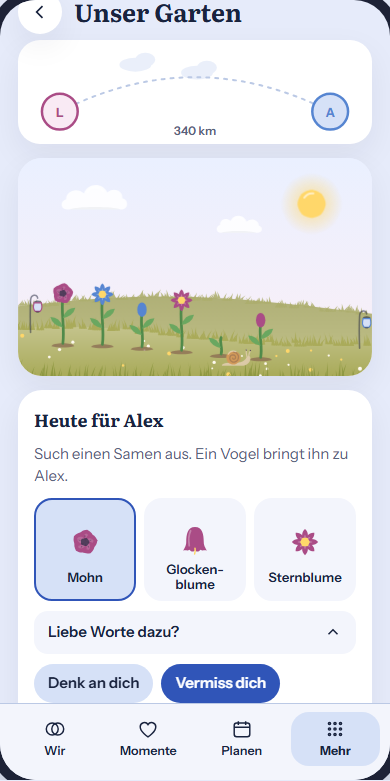 Unser Garten
L
A
340 km
Heute für Alex
Such einen Samen aus. Ein Vogel bringt ihn zu
Alex.
Mohn
Glocken-
blume
Sternblume
Liebe Worte dazu?
Denk an dich
Vermiss dich
Wir
Momente
Planen
Mehr